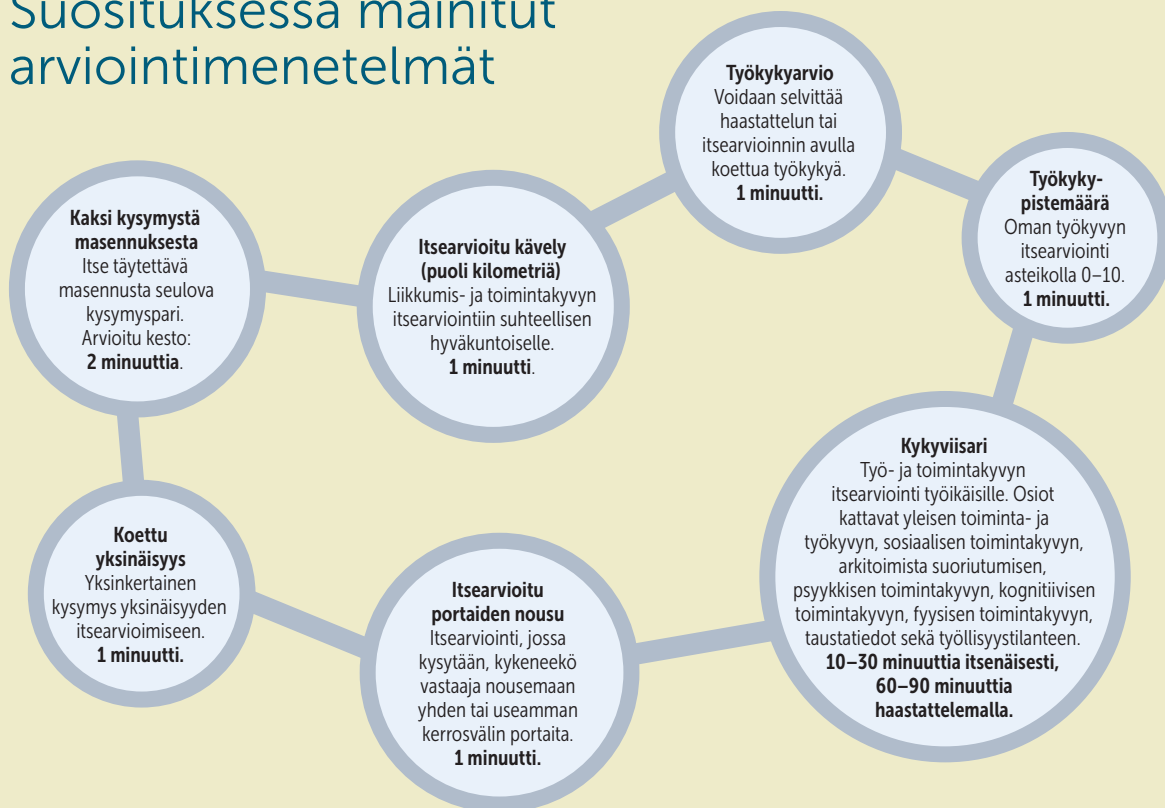 Suosituksessa mainitut
arviointimenetelmät
Työkykyarvio
Voidaan selvittää
haastattelun tai
itsearvioinnin avulla
koettua työkykyä.
1 minuutti.
Työkyky-
pistemäärä
Oman työkyvyn
itsearviointi
asteikolla 0–10.
1 minuutti.
Kaksi kysymystä
masennuksesta
Itse täytettävä
masennusta seulova
kysymyspari.
Arvioitu kesto:
2 minuuttia.
Itsearvioitu kävely
(puoli kilometriä)
Liikkumis- ja toimintakyvyn
itsearviointiin suhteellisen
hyväkuntoiselle.
1 minuutti.
Kykyviisari
Työ- ja toimintakyvyn
itsearviointi työikäisille. Osiot
kattavat yleisen toiminta- ja
työkyvyn, sosiaalisen toimintakyvyn,
arkitoimista suoriutumisen,
psyykkisen toimintakyvyn, kognitiivisen
toimintakyvyn, fyysisen toimintakyvyn,
taustatiedot sekä työllisyystilanteen.
10–30 minuuttia itsenäisesti,
60–90 minuuttia
haastattelemalla.
Koettu
yksinäisyys
Yksinkertainen
kysymys yksinäisyyden
itsearvioimiseen.
1 minuutti.
Itsearvioitu
portaiden nousu
Itsearviointi, jossa
kysytään, kykeneekö
vastaaja nousemaan
yhden tai useamman
kerrosvälin portaita.
1 minuutti.